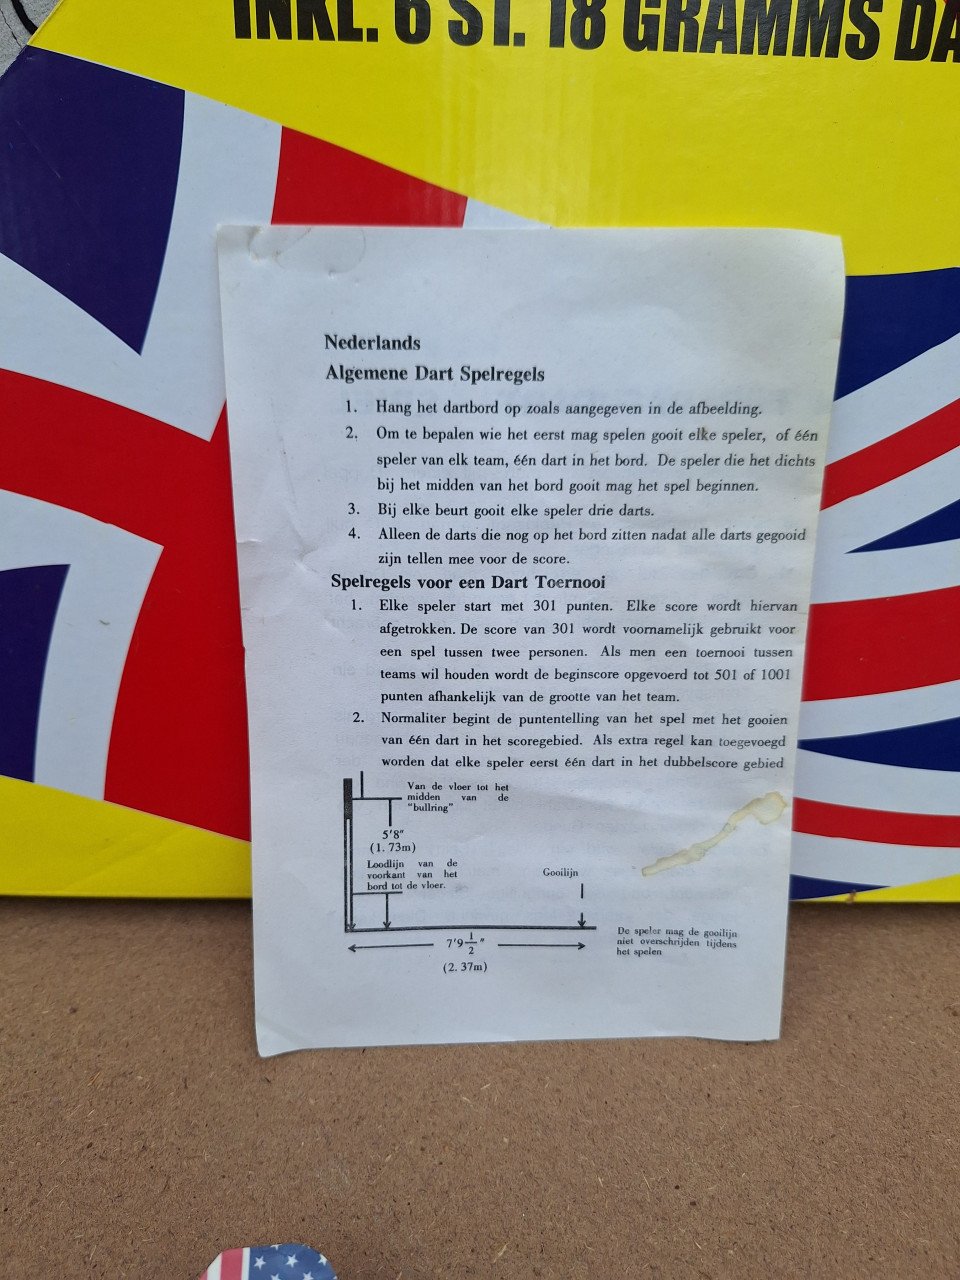 INKL. 6 ST. 18 GRAMMS DA
Nederlands
Algemene Dart Spelregels
1. Hang het dartbord op zoals aangegeven in de afbeelding.
2. Om te bepalen wie het eerst mag spelen gooit elke speler, of één
speler van elk team, één dart in het bord. De speler die het dichts
bij het midden van het bord gooit mag het spel beginnen.
3. Bij elke beurt gooit elke speler drie darts.
4. Alleen de darts die nog op het bord zitten nadat alle darts gegooid
zijn tellen mee voor de score.
Spelregels voor een Dart Toernooi
1. Elke speler start met 301 punten. Elke score wordt hiervan
afgetrokken. De score van 301 wordt voornamelijk gebruikt voor
een spel tussen twee personen. Als men een toernooi tussen
teams wil houden wordt de beginscore opgevoerd tot 501 of 1001
punten afhankelijk van de grootte van het team.
2. Normaliter begint de puntentelling van het spel met het gooien
van één dart in het scoregebied. Als extra regel kan toegevoegd
worden dat elke speler eerst één dart in het dubbelscore gebied
Van de vloer tot het
midden van de
"bullring"
5'8"
(1.73m)
Loodlijn van de
voorkant van het
bord tot de vloer.
Gooilijn
7'9 1/2"
(2.37m)
De speler mag de gooilijn
niet overschrijden tijdens
het spelen